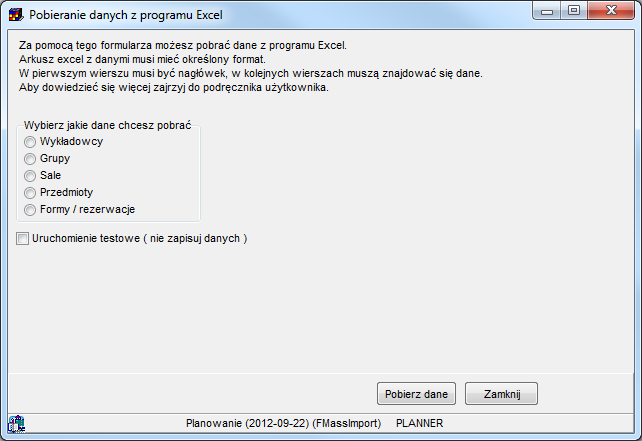 Pobieranie danych z programu Excel
Za pomocą tego formularza możesz pobrać dane z programu Excel.
Arkusz excel z danymi musi mieć określony format.
W pierwszym wierszu musi być nagłówek, w kolejnych wierszach muszą znajdować się dane.
Aby dowiedzieć się więcej zajrzyj do podręcznika użytkownika.
Wybierz jakie dane chcesz pobrać
Wykładowcy
Grupy
Sale
Przedmioty
Formy / rezerwacje
Uruchomienie testowe ( nie zapisuj danych )
Pobierz dane Zamknij
Planowanie (2012-09-22) (FMassImport) PLANNER